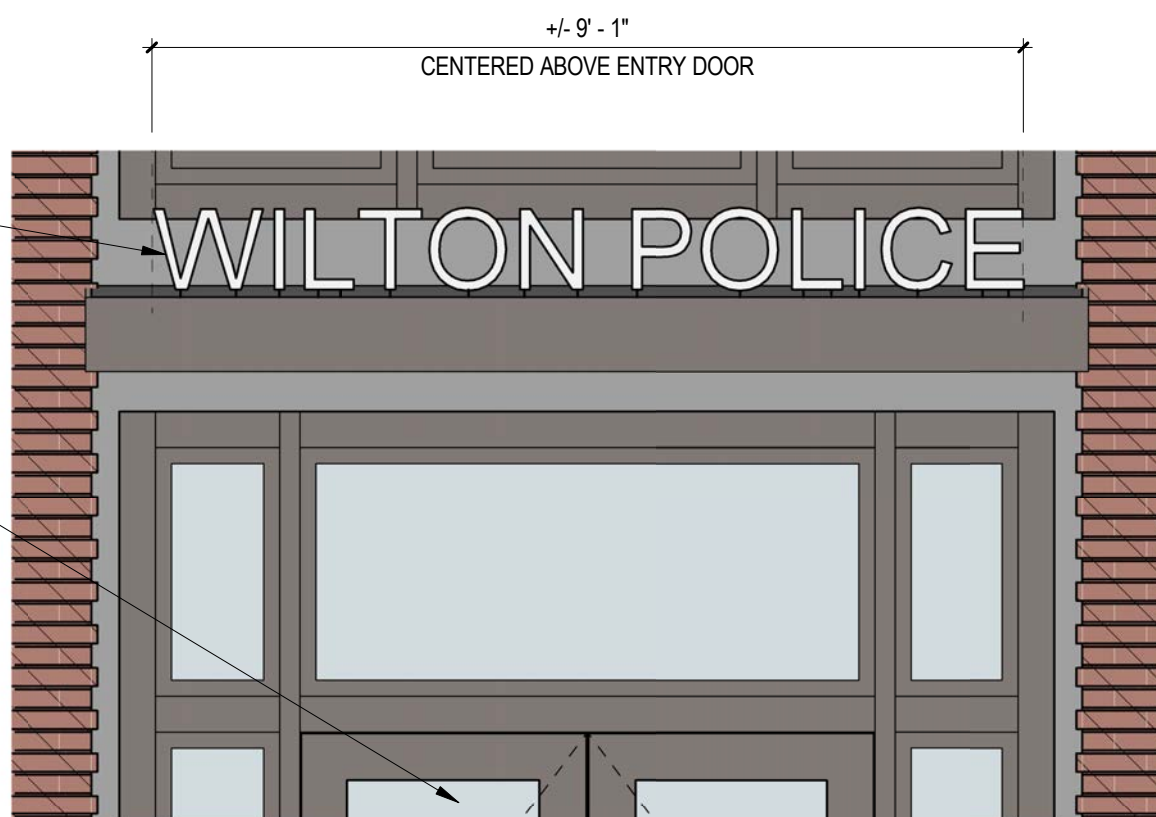 +/- 9' - 1"
CENTERED ABOVE ENTRY DOOR
WILTON POLICE